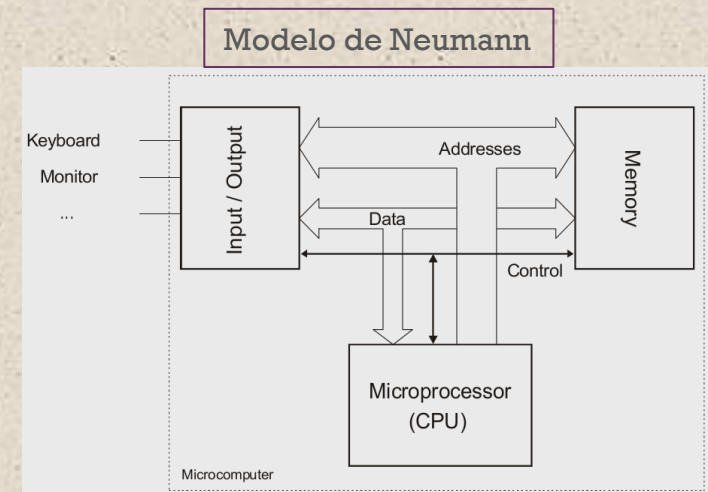 Modelo de Neumann
Keyboard
Monitor
...
Input / Output
Addresses
Data
Control
Memory
Microprocessor
(CPU)
Microcomputer